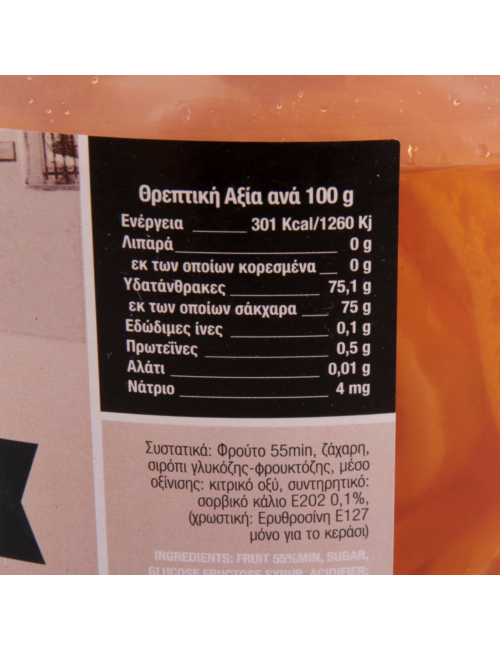 Θρεπτική Αξία ανά 100 g
Ενέργεια 301 Kcal/1260 Kj
Λιπαρά 0 g
εκ των οποίων κορεσμένα 0 g
Υδατάνθρακες 75,1 g
εκ των οποίων σάκχαρα 75 g
Εδώδιμες ίνες 0,1 g
Πρωτεΐνες 0,5 g
Αλάτι 0,01 g
Νάτριο 4 mg
Συστατικά: Φρούτο 55min, ζάχαρη,
σιρόπι γλυκόζης-φρουκτόζης, μέσο
οξίνισης: κιτρικό οξύ, συντηρητικό:
σορβικό κάλιο E202 0,1%,
(χρωστική: Ερυθροσίνη E127
μόνο για το κεράσι)
INGREDIENTS: FRUIT 55%MIN, SUGAR,
GLUCOSE FRUCTOSE SYRUP, ACIDIFIER: